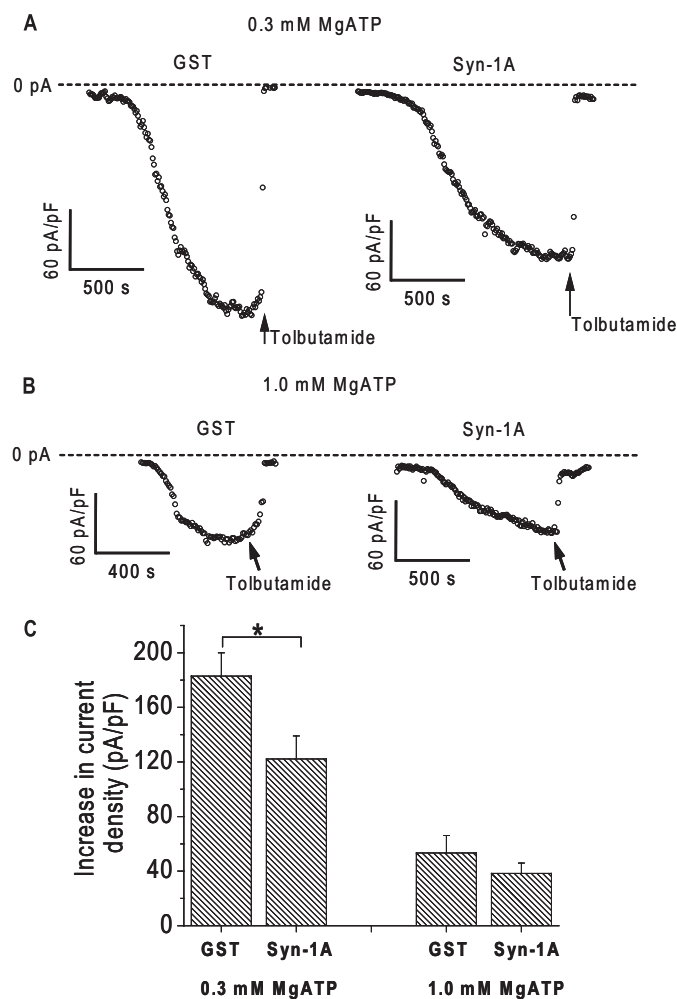 A
0.3 mM MgATP
GST
Syn-1A
0 pA
60 pA/pF
500 s
Tolbutamide
60 pA/pF
500 s
Tolbutamide
B
1.0 mM MgATP
GST
Syn-1A
0 pA
60 pA/pF
400 s
Tolbutamide
60 pA/pF
500 s
Tolbutamide
C
Increase in current
density (pA/pF)
200
160
120
80
40
0
*
GST Syn-1A GST Syn-1A
0.3 mM MgATP 1.0 mM MgATP